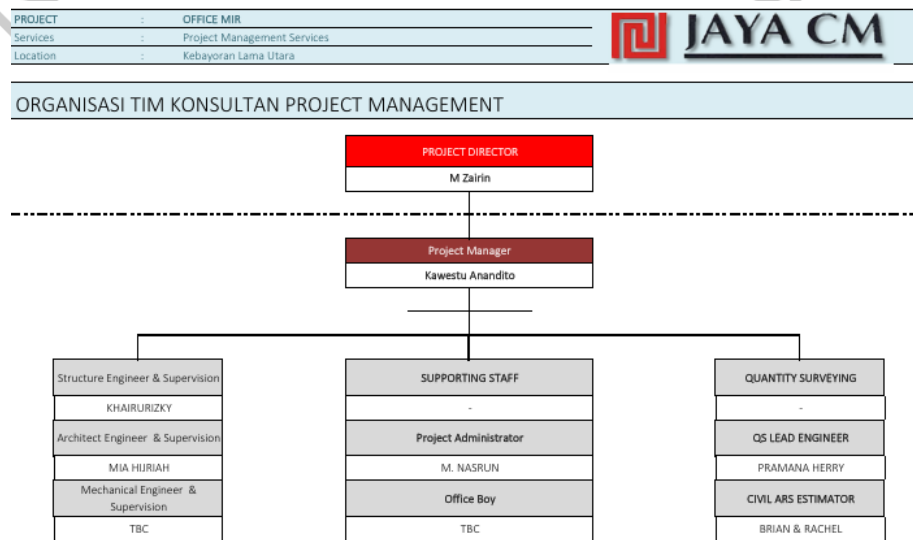 PROJECT : OFFICE MIR
Services : Project Management Services
Location : Kebayoran Lama Utara
JAYA CM
ORGANISASI TIM KONSULTAN PROJECT MANAGEMENT
PROJECT DIRECTOR
M Zairin
Project Manager
Kawestu Anandito
Structure Engineer & Supervision
KHAIRURIZKY
Architect Engineer & Supervision
MIA HIJRIAH
Mechanical Engineer &
Supervision
TBC
SUPPORTING STAFF
-
Project Administrator
M. NASRUN
Office Boy
TBC
QUANTITY SURVEYING
-
QS LEAD ENGINEER
PRAMANA HERRY
CIVIL ARS ESTIMATOR
BRIAN & RACHEL